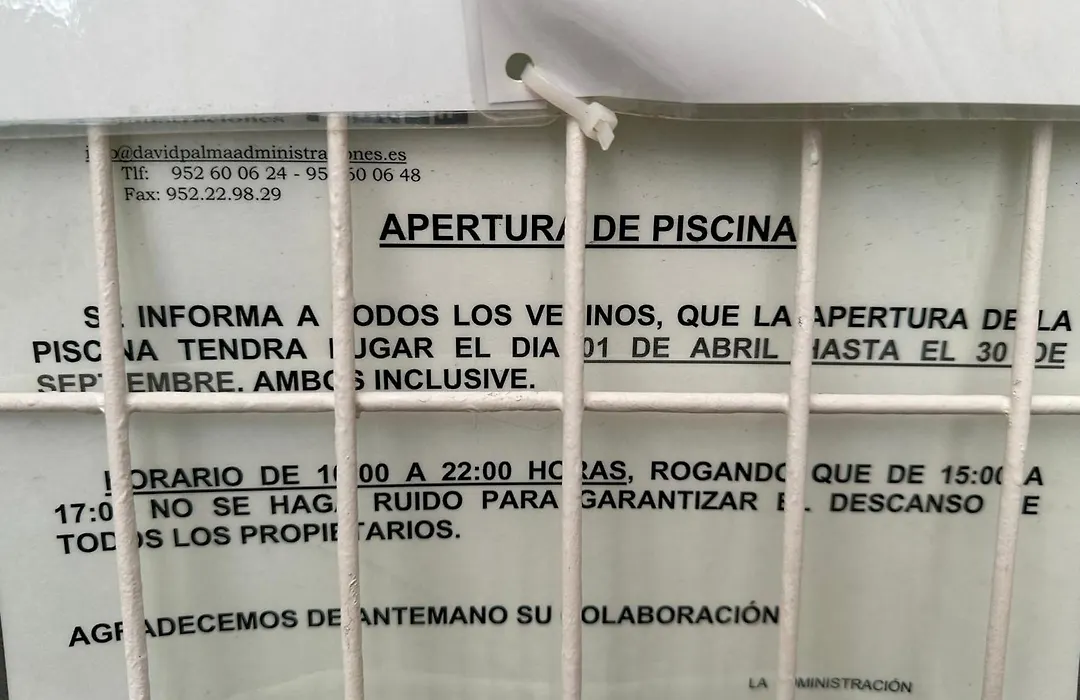 info@davidpalmaadministraciones.es
Tlf: 952 60 06 24 - 952 60 06 48
Fax: 952.22.98.29
APERTURA DE PISCINA
SE INFORMA A TODOS LOS VECINOS, QUE LA APERTURA DE LA
PISCINA TENDRA LUGAR EL DIA 01 DE ABRIL HASTA EL 30 DE
SEPTIEMBRE. AMBOS INCLUSIVE.
HORARIO DE 10:00 A 22:00 HORAS, ROGANDO QUE DE 15:00 A
17:00 NO SE HAGA RUIDO PARA GARANTIZAR EL DESCANSO DE
TODOS LOS PROPIETARIOS.
AGRADECEMOS DE ANTEMANO SU COLABORACIÓN
LA ADMINISTRACIÓN